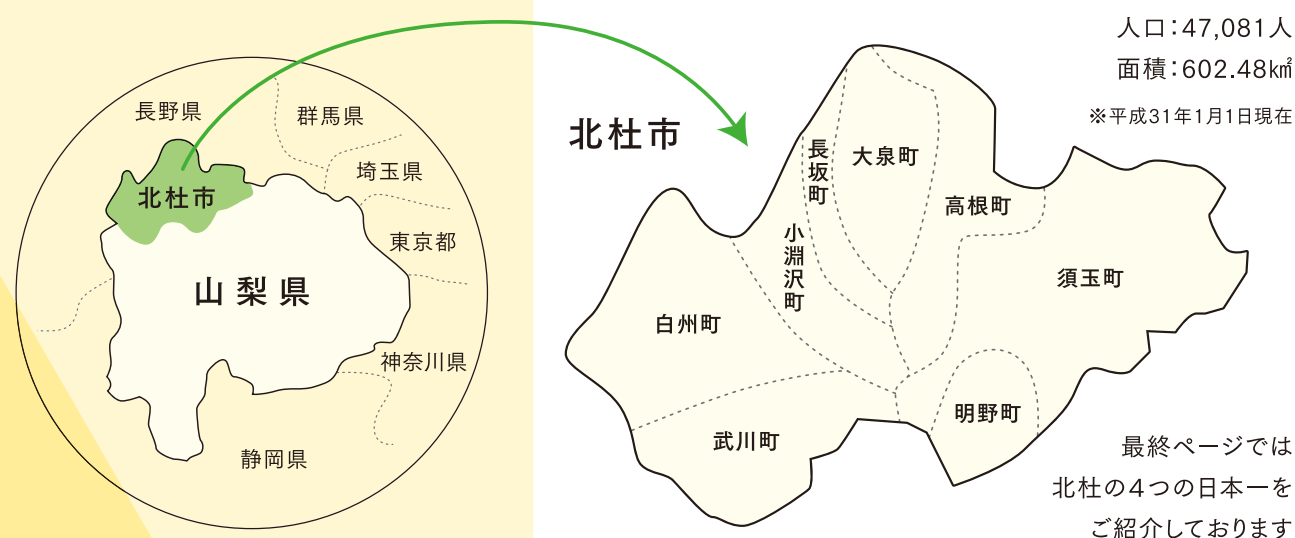 長野県
群馬県
埼玉県
北杜市
東京都
山梨県
神奈川県
静岡県
北杜市
人口：47,081人
面積：602.48㎢
※平成31年1月1日現在
長坂町
大泉町
高根町
小淵沢町
須玉町
白州町
明野町
武川町
最終ページでは
北杜の4つの日本一を
ご紹介しております